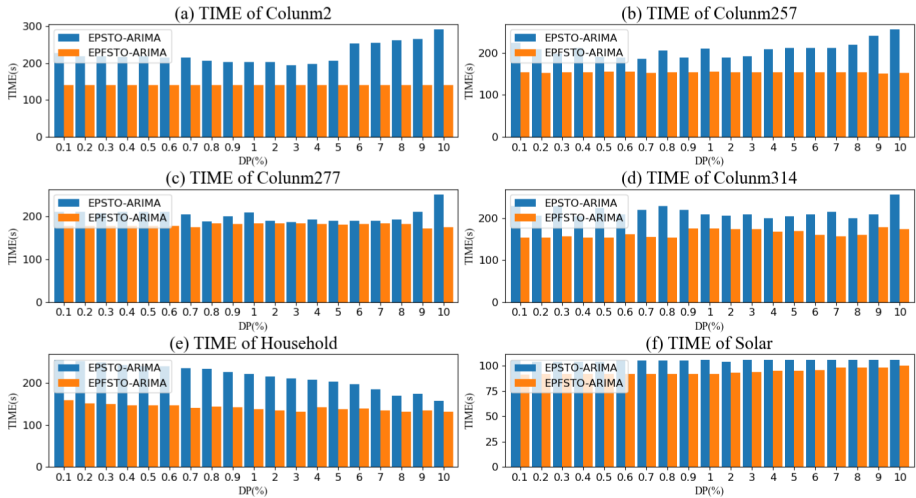 (a) TIME of Colunm2
300
200
100
0
TIME(s)
EPSTO-ARIMA
EPFSTO-ARIMA
0.1 0.2 0.3 0.4 0.5 0.6 0.7 0.8 0.9 1 2 3 4 5 6 7 8 9 10
DP(%)
(b) TIME of Colunm257
200
100
0
TIME(s)
EPSTO-ARIMA
EPFSTO-ARIMA
0.1 0.2 0.3 0.4 0.5 0.6 0.7 0.8 0.9 1 2 3 4 5 6 7 8 9 10
DP(%)
(c) TIME of Colunm277
200
100
0
TIME(s)
EPSTO-ARIMA
EPFSTO-ARIMA
0.1 0.2 0.3 0.4 0.5 0.6 0.7 0.8 0.9 1 2 3 4 5 6 7 8 9 10
DP(%)
(d) TIME of Colunm314
200
100
0
TIME(s)
EPSTO-ARIMA
EPFSTO-ARIMA
0.1 0.2 0.3 0.4 0.5 0.6 0.7 0.8 0.9 1 2 3 4 5 6 7 8 9 10
DP(%)
(e) TIME of Household
200
100
0
TIME(s)
EPSTO-ARIMA
EPFSTO-ARIMA
0.1 0.2 0.3 0.4 0.5 0.6 0.7 0.8 0.9 1 2 3 4 5 6 7 8 9 10
DP(%)
(f) TIME of Solar
100
75
50
25
0
TIME(s)
EPSTO-ARIMA
EPFSTO-ARIMA
0.1 0.2 0.3 0.4 0.5 0.6 0.7 0.8 0.9 1 2 3 4 5 6 7 8 9 10
DP(%)